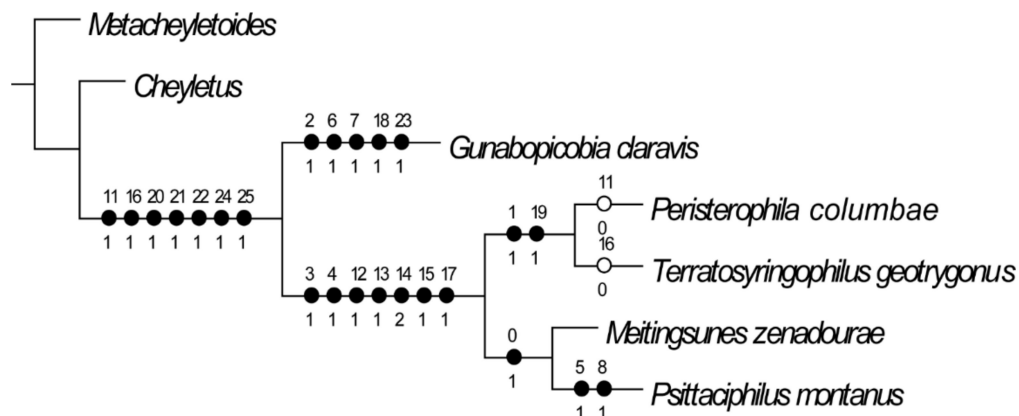 Metacheyletoides
Cheyletus
2 6 7 18 23
1 1 1 1 1
Gunabopicobia claravis
11 16 20 21 22 24 25
1 1 1 1 1 1 1
11
0
Peristerophila columbae
1 19
1 1
16
0
Terratosyringophilus geotrygonus
3 4 12 13 14 15 17
1 1 1 1 2 1 1
0
1
Meitingsunes zenadourae
5 8
1 1
Psittaciphilus montanus